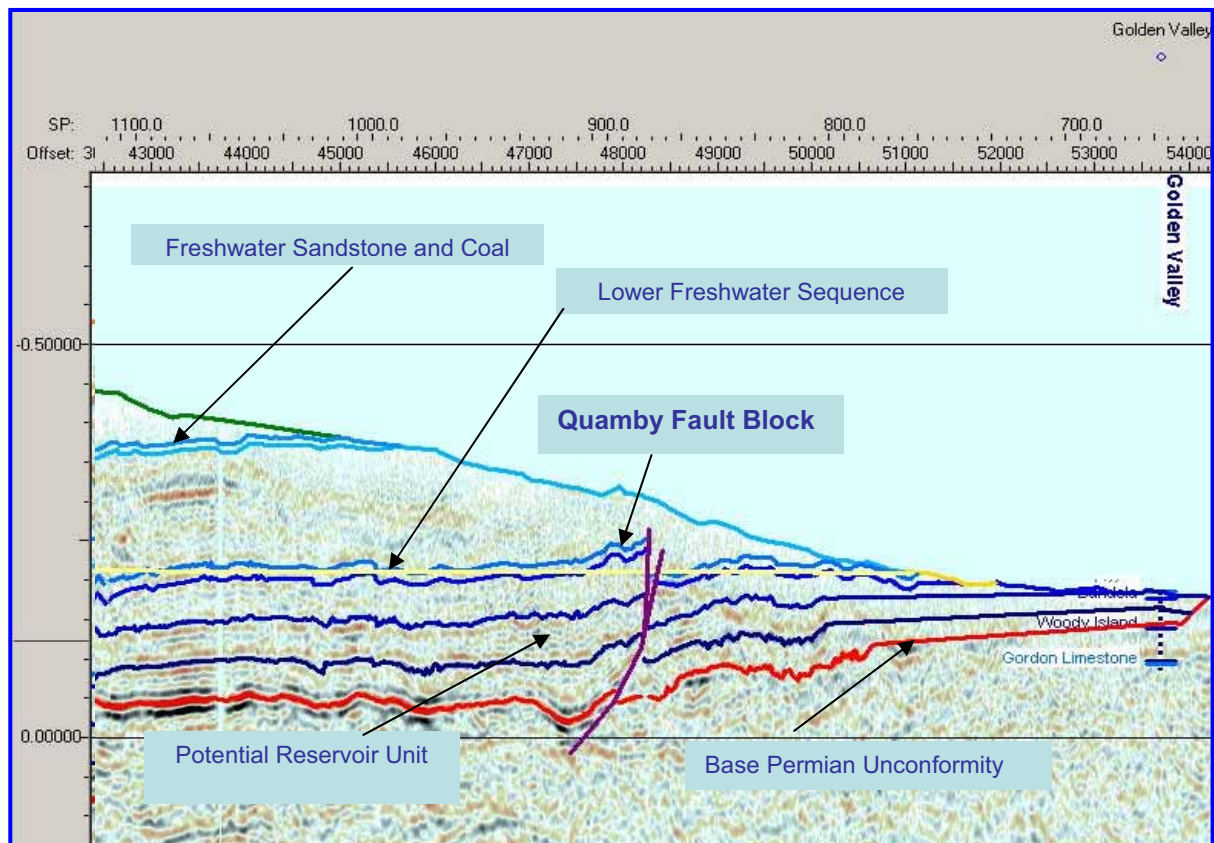 Golden Valley
SP: 1100.0 1000.0 900.0 800.0 700.0
Offset: 43000 44000 45000 46000 47000 48000 49000 50000 51000 52000 53000 54000
Golden Valley
Freshwater Sandstone and Coal
Lower Freshwater Sequence
-0.50000
Quamby Fault Block
Woody Island
Gordon Limestone
0.00000
Potential Reservoir Unit
Base Permian Unconformity